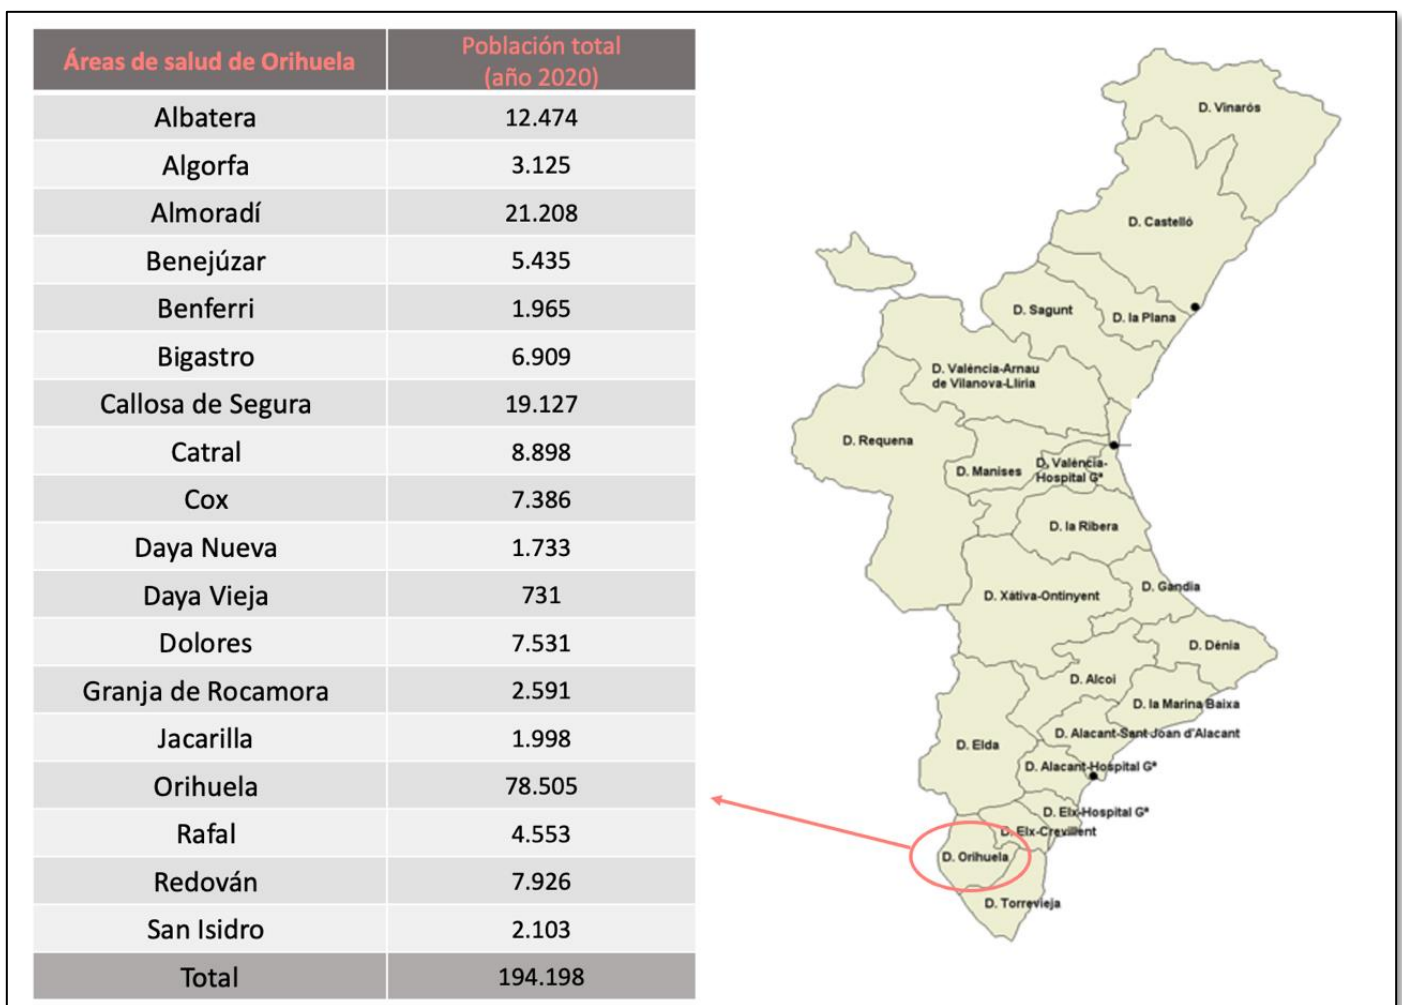 Áreas de salud de Orihuela Población total
(año 2020)
Albatera 12.474
Algorfa 3.125
Almoradí 21.208
Benejúzar 5.435
Benferri 1.965
Bigastro 6.909
Callosa de Segura 19.127
Catral 8.898
Cox 7.386
Daya Nueva 1.733
Daya Vieja 731
Dolores 7.531
Granja de Rocamora 2.591
Jacarilla 1.998
Orihuela 78.505
Rafal 4.553
Redován 7.926
San Isidro 2.103
Total 194.198
D. Vinarós
D. Castelló
D. Sagunt
D. la Plana
D. València-Arnau
de Vilanova-Llíria
D. Requena
D. Manises
D. València-
Hospital Gª
D. la Ribera
D. Xàtiva-Ontinyent
D. Gandia
D. Dénia
D. Alcoi
D. la Marina Baixa
D. Alacant-Sant Joan d'Alacant
D. Elda
D. Alacant-Hospital Gª
D. Elx-Hospital Gª
D. Elx-Crevillent
D. Orihuela
D. Torrevieja